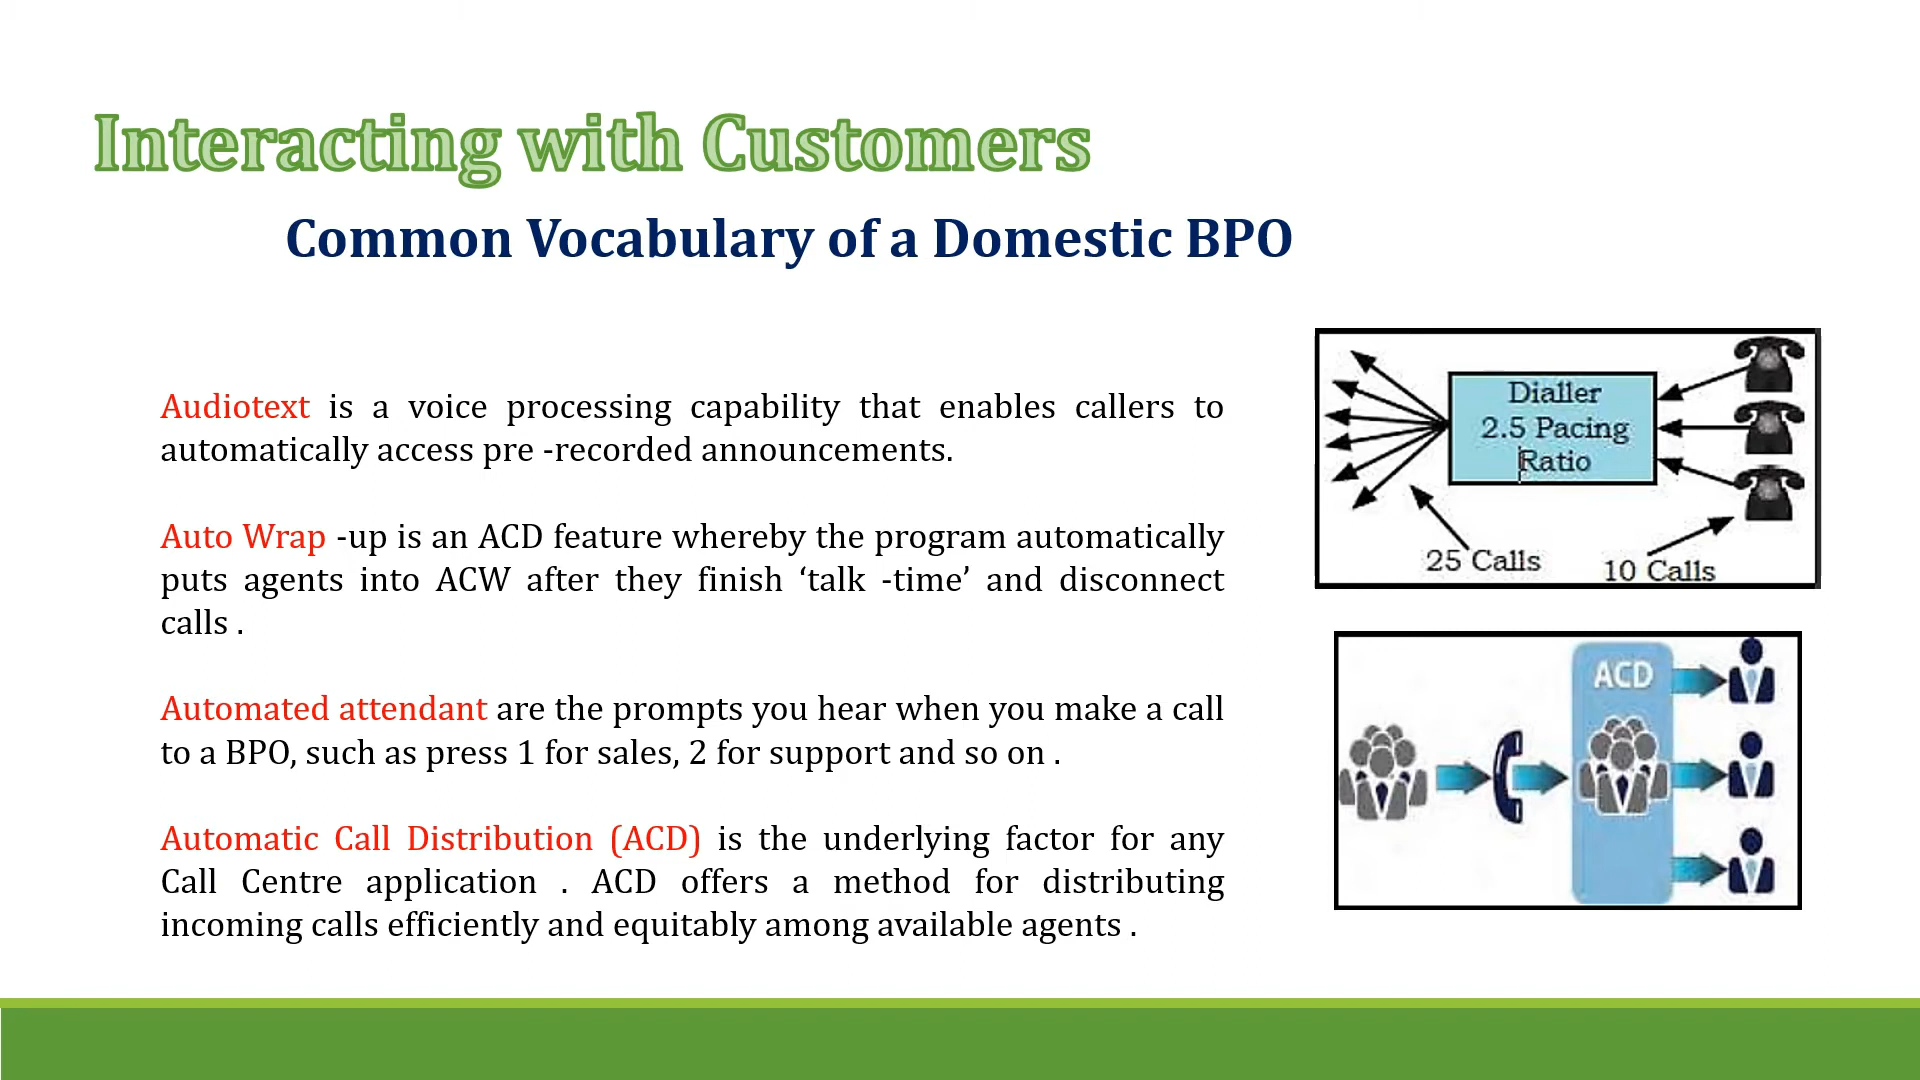 Interacting with Customers
Common Vocabulary of a Domestic BPO
Audiotext is a voice processing capability that enables callers to
automatically access pre -recorded announcements.
Auto Wrap -up is an ACD feature whereby the program automatically
puts agents into ACW after they finish ‘talk -time’ and disconnect
calls .
Automated attendant are the prompts you hear when you make a call
to a BPO, such as press 1 for sales, 2 for support and so on .
Automatic Call Distribution (ACD) is the underlying factor for any
Call Centre application . ACD offers a method for distributing
incoming calls efficiently and equitably among available agents .
Dialler
2.5 Pacing
Ratio
25 Calls
10 Calls
ACD